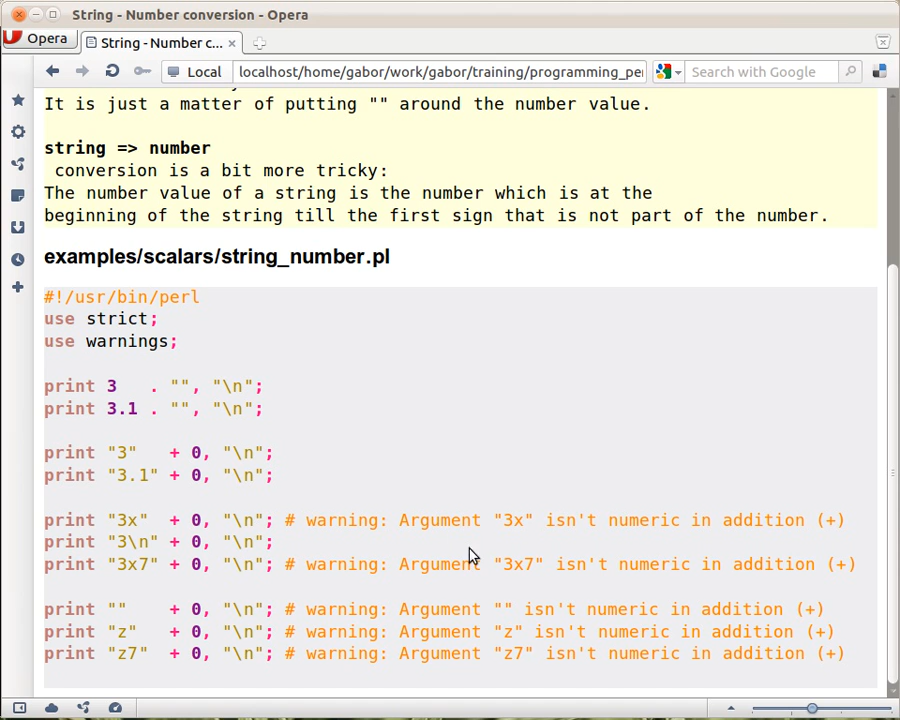 String - Number conversion - Opera
Opera
String - Number c...
Local
localhost/home/gabor/work/gabor/training/programming_pe
Search with Google
It is just a matter of putting "" around the number value.
string => number
conversion is a bit more tricky:
The number value of a string is the number which is at the
beginning of the string till the first sign that is not part of the number.
examples/scalars/string_number.pl
#!/usr/bin/perl
use strict;
use warnings;
print 3   . "", "\n";
print 3.1 . "", "\n";
print "3"   + 0, "\n";
print "3.1" + 0, "\n";
print "3x"  + 0, "\n"; # warning: Argument "3x" isn't numeric in addition (+)
print "3\n" + 0, "\n";
print "3x7" + 0, "\n"; # warning: Argument "3x7" isn't numeric in addition (+)
print ""    + 0, "\n"; # warning: Argument "" isn't numeric in addition (+)
print "z"   + 0, "\n"; # warning: Argument "z" isn't numeric in addition (+)
print "z7"  + 0, "\n"; # warning: Argument "z7" isn't numeric in addition (+)